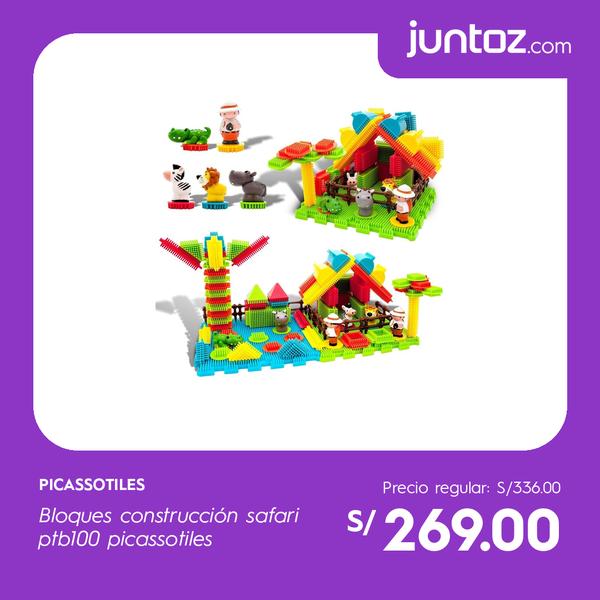 juntoz.com
PICASSOTILES
Bloques construcción safari
ptb100 picassotiles
Precio regular: S/336.00
S/ 269.00